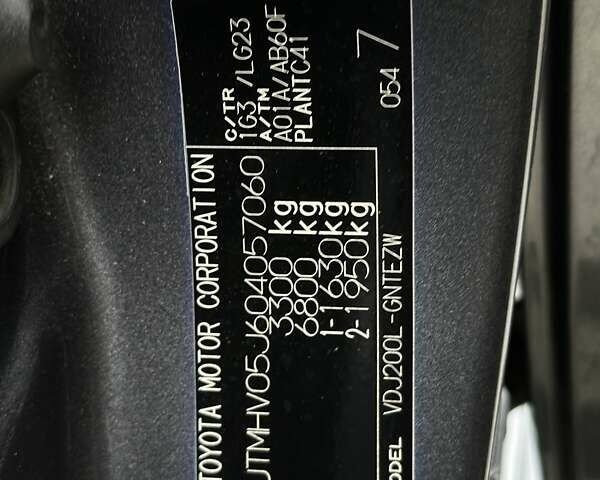 TOYOTA MOTOR CORPORATION
JTMHV05J604057060
3300 kg
6800 kg
1-1630kg
2-1950kg
C/TR
1G3 /LG23
A/TM
A01A/AB60F
PLANTC41
MODEL VDJ200L-GNTEZW
054 7